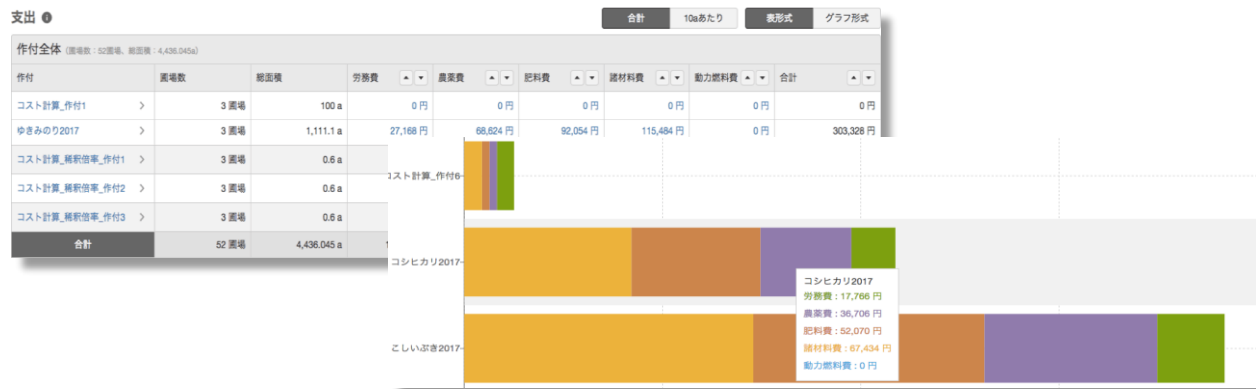 支出
合計 10aあたり 表形式 グラフ形式
作付全体 (圃場数：52圃場、総面積：4,436.045a)
作付 圃場数 総面積 労務費 農薬費 肥料費 諸材料費 動力燃料費 合計
コスト計算_作付1 3 圃場 100 a 0 円 0 円 0 円 0 円 0 円 0 円
ゆきみのり2017 3 圃場 1,111.1 a 27,168 円 68,624 円 92,054 円 115,484 円 0 円 303,328 円
コスト計算_稀釈倍率_作付1 3 圃場 0.6 a
コスト計算_稀釈倍率_作付2 3 圃場 0.6 a
コスト計算_稀釈倍率_作付3 3 圃場 0.6 a
合計 52 圃場 4,436.045 a
コスト計算_作付6
コシヒカリ2017
こしいぶき2017
コシヒカリ2017
労務費 : 17,766 円
農薬費 : 36,706 円
肥料費 : 52,070 円
諸材料費 : 67,434 円
動力燃料費 : 0 円